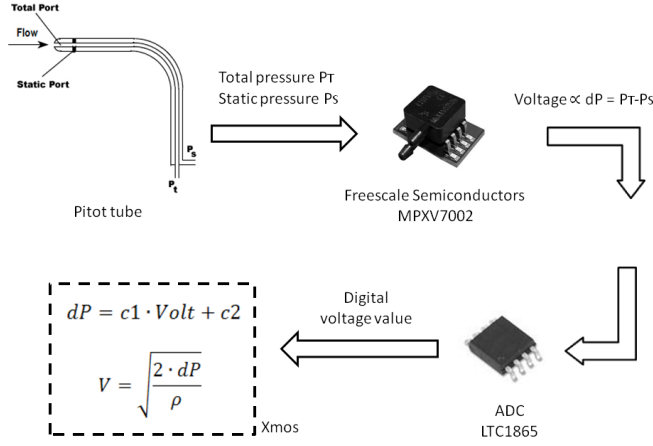 Total Port
Flow
Static Port
Ps
Pt
Pitot tube
Total pressure PT
Static pressure Ps
Freescale Semiconductors
MPXV7002
Voltage ∝ dP = PT-Ps
dP = c1 · Volt + c2
V = √(2 · dP / ρ)
Xmos
Digital
voltage value
ADC
LTC1865